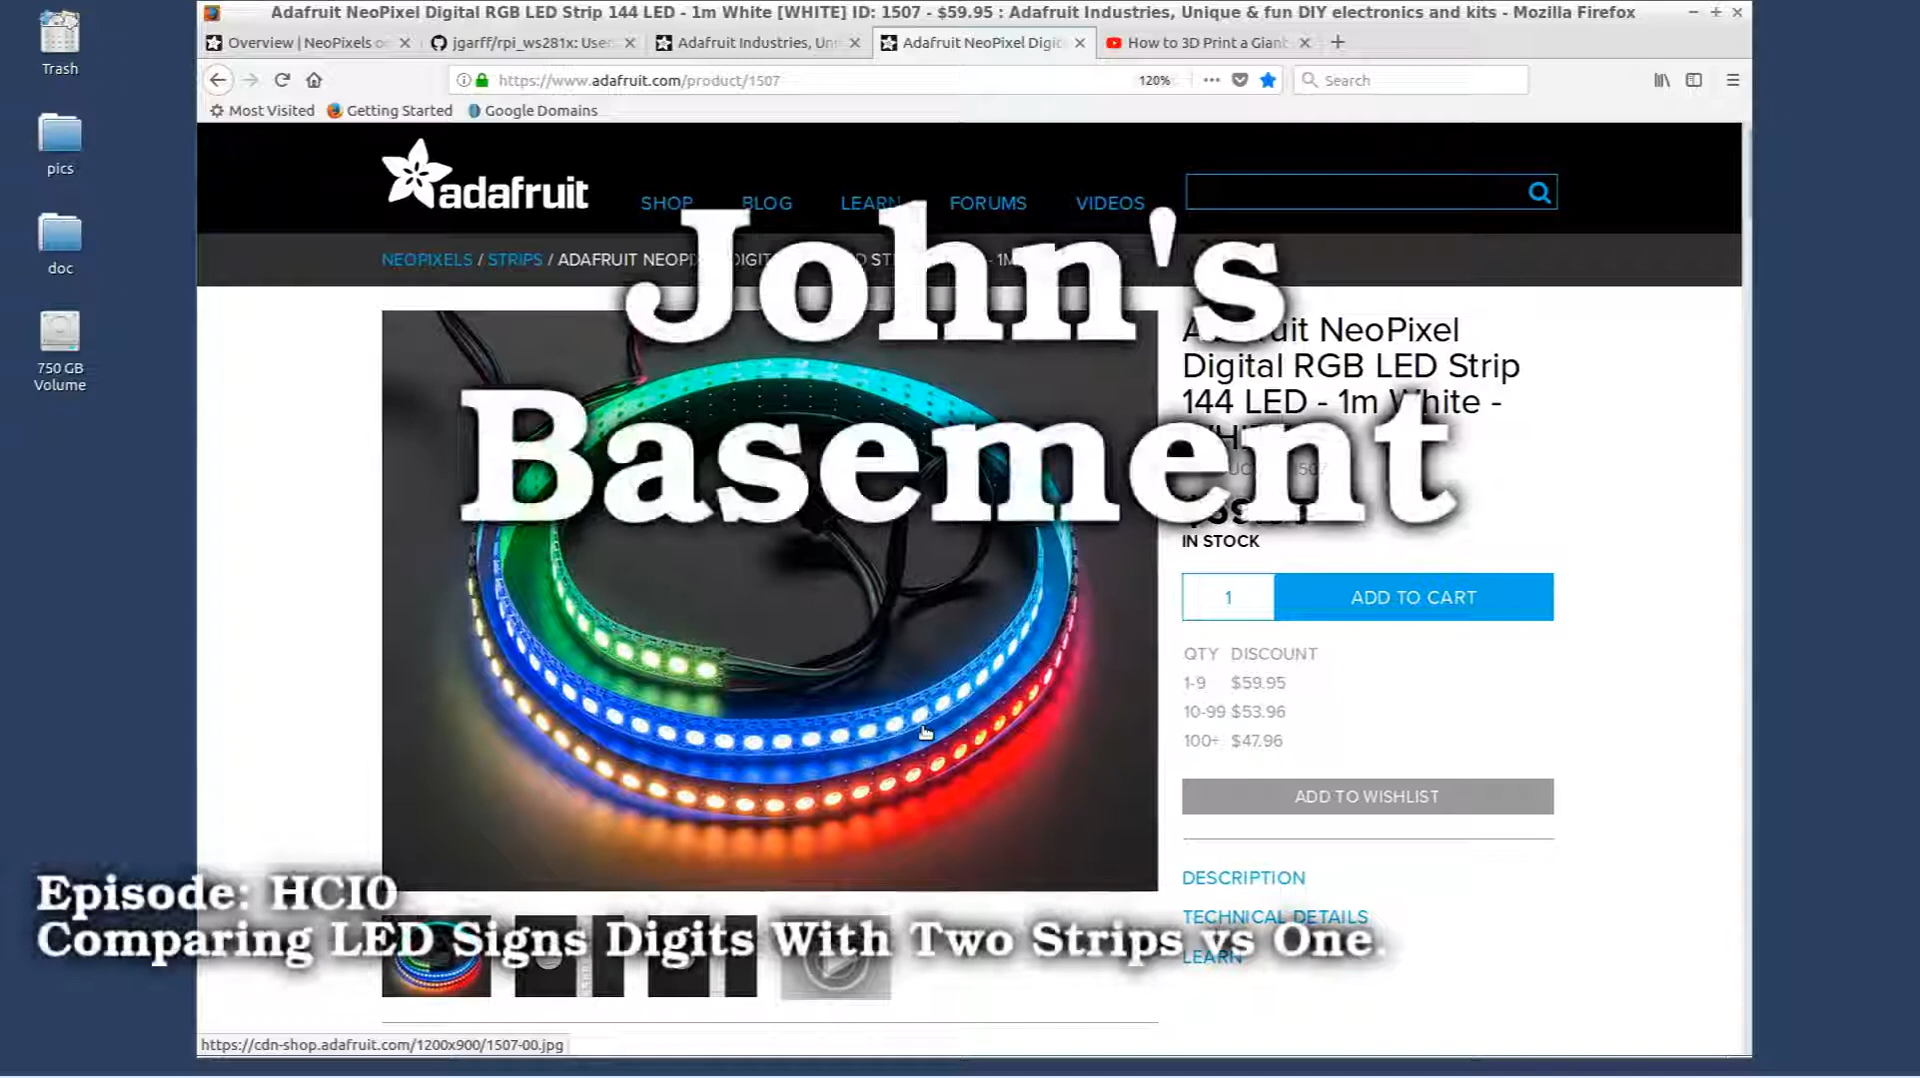 Adafruit NeoPixel Digital RGB LED Strip 144 LED - 1m White [WHITE] ID: 1507 - $59.95 : Adafruit Industries, Unique & fun DIY electronics and kits - Mozilla Firefox
Trash
Overview | NeoPixels o
jgarff/rpi_ws281x: User
Adafruit Industries, Un
Adafruit NeoPixel Digit
How to 3D Print a Giant
https://www.adafruit.com/product/1507
120%
Search
Most Visited
Getting Started
Google Domains
pics
doc
750 GB
Volume
adafruit
SHOP
BLOG
LEARN
FORUMS
VIDEOS
NEOPIXELS / STRIPS / ADAFRUIT
John's
Basement
NeoPixel
Digital RGB LED Strip
144 LED - 1m White -
IN STOCK
1
ADD TO CART
QTY DISCOUNT
1-9 $59.95
10-99 $53.96
100+ $47.96
ADD TO WISHLIST
DESCRIPTION
TECHNICAL DETAILS
LEARN
Episode: HCI0
Comparing LED Signs Digits With Two Strips vs One.
https://cdn-shop.adafruit.com/1200x900/1507-00.jpg